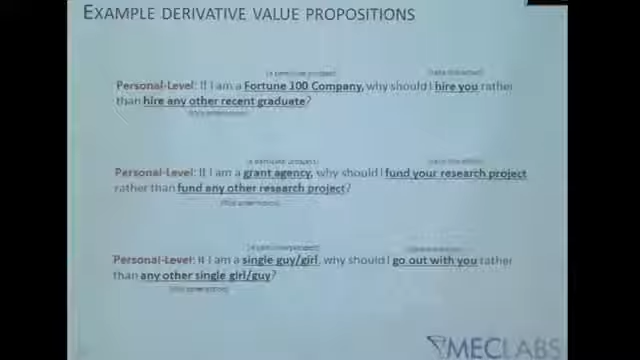 EXAMPLE DERIVATIVE VALUE PROPOSITIONS
Personal-Level: If I am a Fortune 100 Company, why should I hire you rather
than hire any other recent graduate?
Personal-Level: If I am a grant agency, why should I fund your research project
rather than fund any other research project?
Personal-Level: If I am a single guy/girl, why should I go out with you rather
than any other single girl/guy?
MECLABS